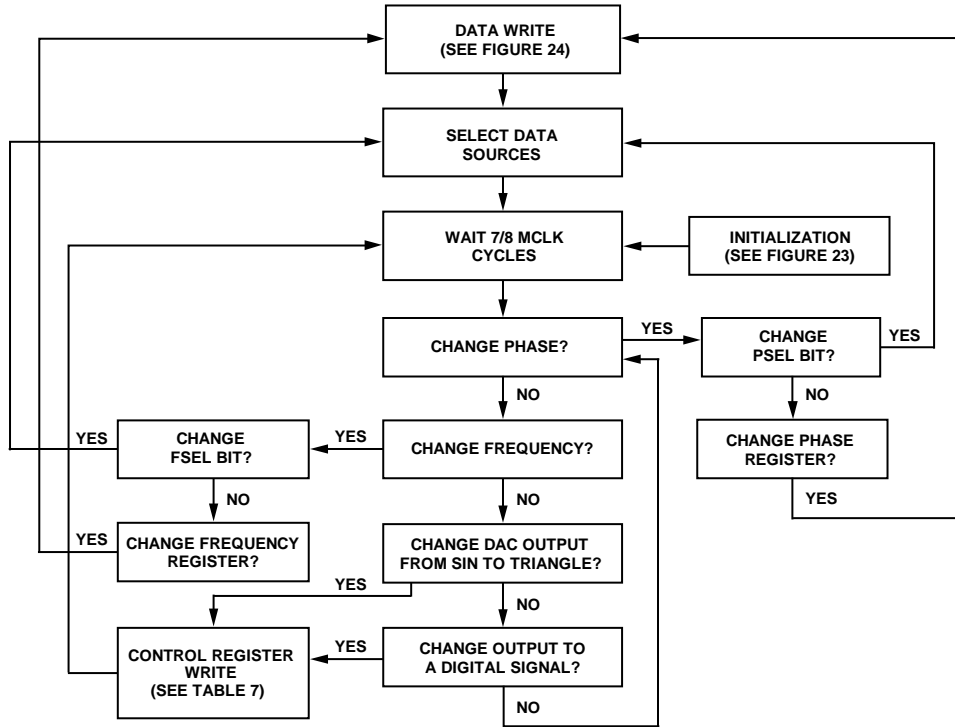 DATA WRITE
(SEE FIGURE 24)
SELECT DATA
SOURCES
WAIT 7/8 MCLK
CYCLES
INITIALIZATION
(SEE FIGURE 23)
CHANGE PHASE?
YES
CHANGE
PSEL BIT?
YES
NO
NO
YES
CHANGE
FSEL BIT?
YES
CHANGE FREQUENCY?
CHANGE PHASE
REGISTER?
NO
NO
YES
YES
CHANGE FREQUENCY
REGISTER?
CHANGE DAC OUTPUT
FROM SIN TO TRIANGLE?
YES
NO
CONTROL REGISTER
WRITE
(SEE TABLE 7)
YES
CHANGE OUTPUT TO
A DIGITAL SIGNAL?
NO